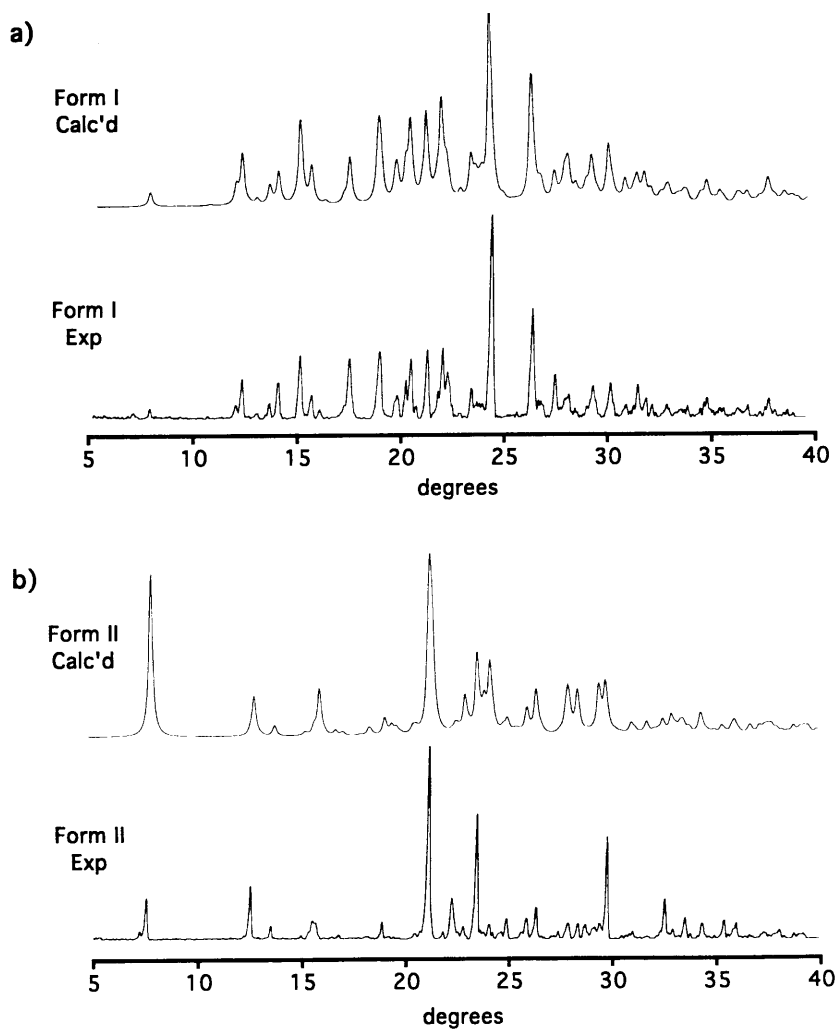 a)
Form I
Calc'd
Form I
Exp
5 10 15 20 25 30 35 40
degrees
b)
Form II
Calc'd
Form II
Exp
5 10 15 20 25 30 35 40
degrees